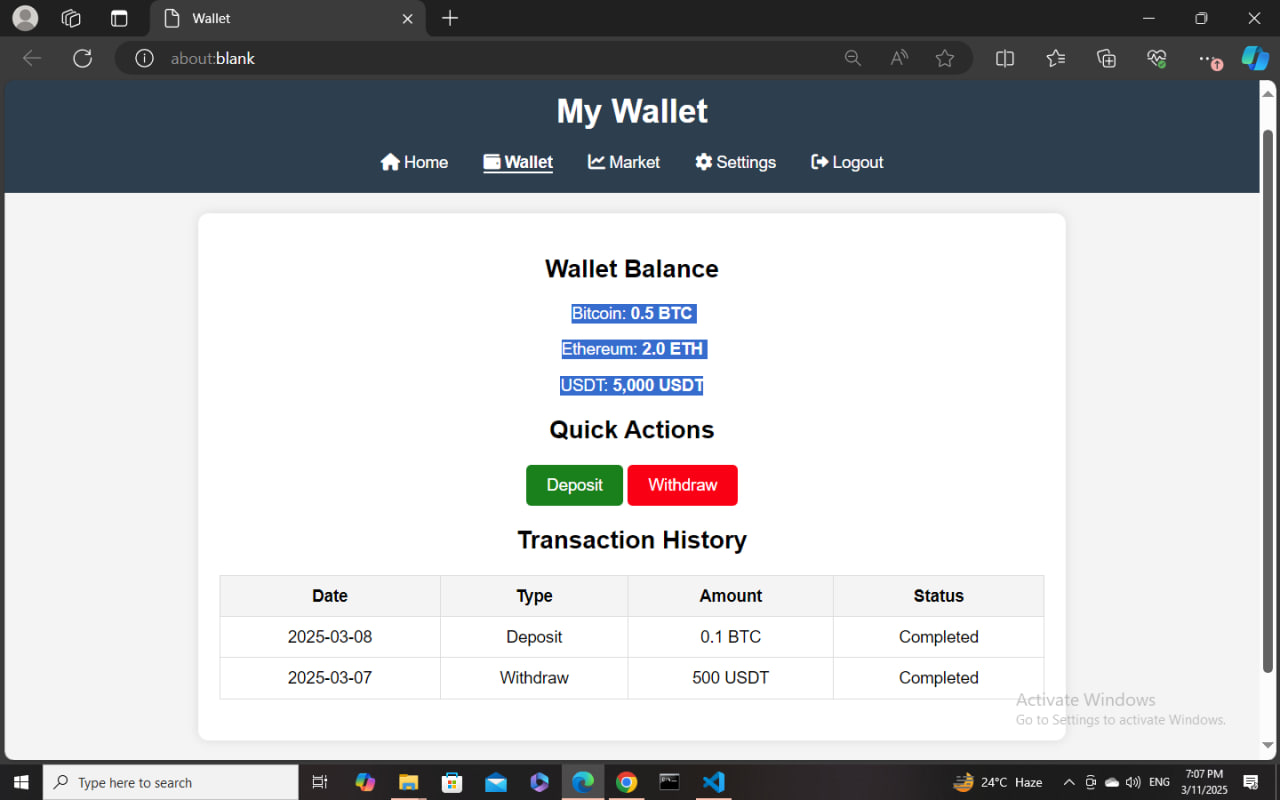 Wallet
about:blank
My Wallet
Home Wallet Market Settings Logout
Wallet Balance
Bitcoin: 0.5 BTC
Ethereum: 2.0 ETH
USDT: 5,000 USDT
Quick Actions
Deposit Withdraw
Transaction History
Date Type Amount Status
2025-03-08 Deposit 0.1 BTC Completed
2025-03-07 Withdraw 500 USDT Completed
Activate Windows
Go to Settings to activate Windows.
Type here to search
24°C Haze
ENG
7:07 PM
3/11/2025